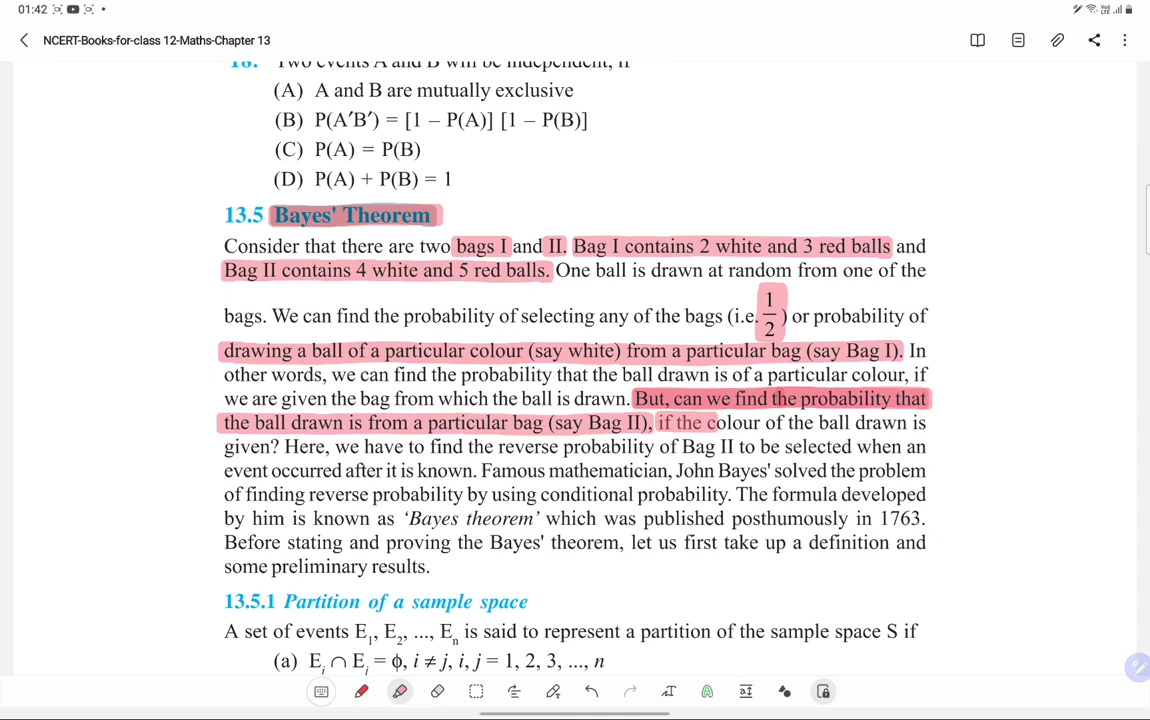 01:42
NCERT-Books-for-class 12-Maths-Chapter 13
18. Two events A and B will be independent, if
(A) A and B are mutually exclusive
(B) P(A′B′) = [1 – P(A)] [1 – P(B)]
(C) P(A) = P(B)
(D) P(A) + P(B) = 1
13.5 Bayes' Theorem
Consider that there are two bags I and II. Bag I contains 2 white and 3 red balls and
Bag II contains 4 white and 5 red balls. One ball is drawn at random from one of the
bags. We can find the probability of selecting any of the bags (i.e. 1/2) or probability of
drawing a ball of a particular colour (say white) from a particular bag (say Bag I). In
other words, we can find the probability that the ball drawn is of a particular colour, if
we are given the bag from which the ball is drawn. But, can we find the probability that
the ball drawn is from a particular bag (say Bag II), if the colour of the ball drawn is
given? Here, we have to find the reverse probability of Bag II to be selected when an
event occurred after it is known. Famous mathematician, John Bayes' solved the problem
of finding reverse probability by using conditional probability. The formula developed
by him is known as ‘Bayes theorem’ which was published posthumously in 1763.
Before stating and proving the Bayes' theorem, let us first take up a definition and
some preliminary results.
13.5.1 Partition of a sample space
A set of events E₁, E₂, ..., Eₙ is said to represent a partition of the sample space S if
(a) Eᵢ ∩ Eⱼ = φ, i ≠ j, i, j = 1, 2, 3, ..., n